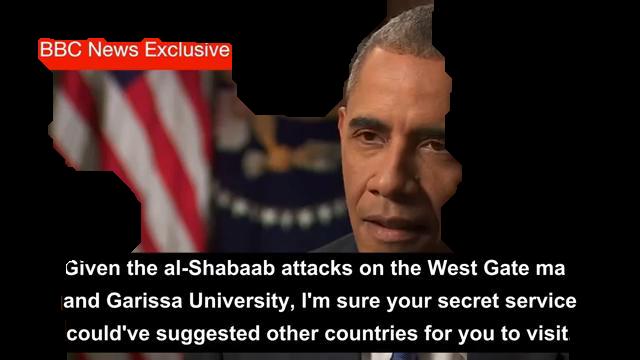 BBC News Exclusive
Given the al-Shabaab attacks on the West Gate ma
and Garissa University, I'm sure your secret service
could've suggested other countries for you to visit